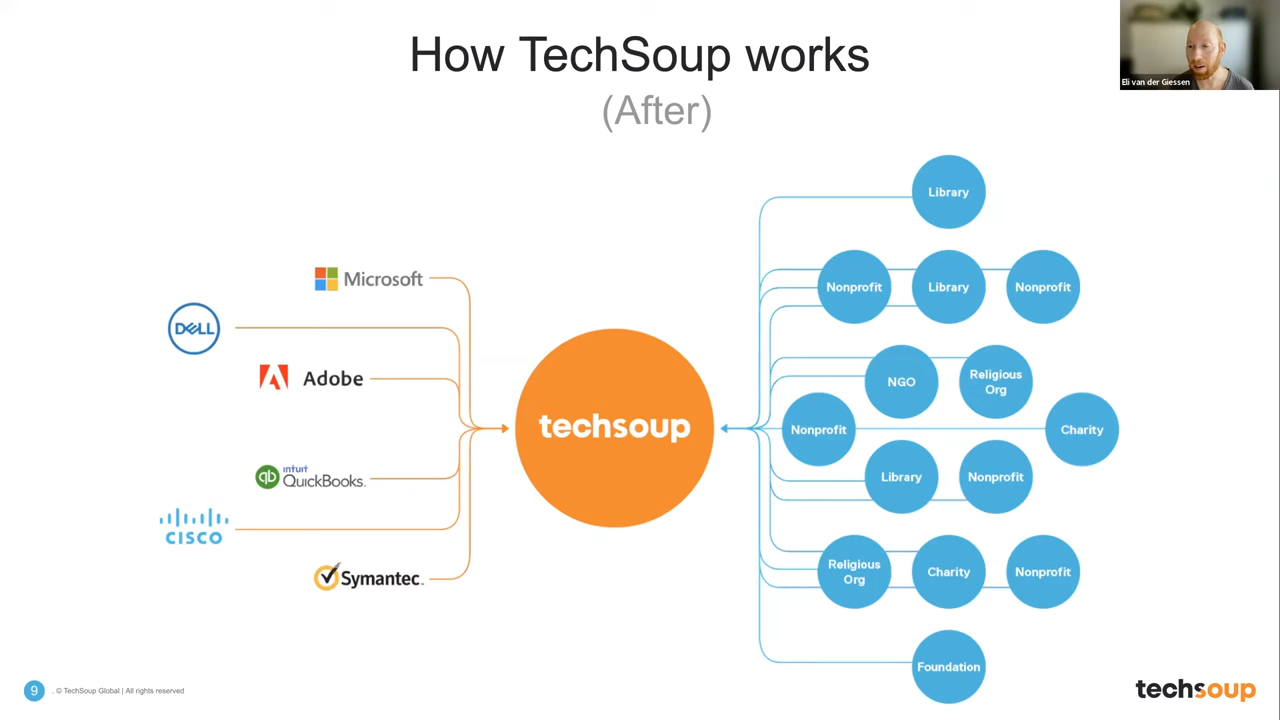 How TechSoup works
(After)
Eli van der Giessen
Library
Microsoft
Nonprofit
Library
Nonprofit
DELL
Adobe
NGO
Religious
Org
techsoup
Nonprofit
Charity
intuit
qb QuickBooks.
Library
Nonprofit
CISCO
Symantec™
Religious
Org
Charity
Nonprofit
Foundation
9
. © TechSoup Global | All rights reserved
techsoup